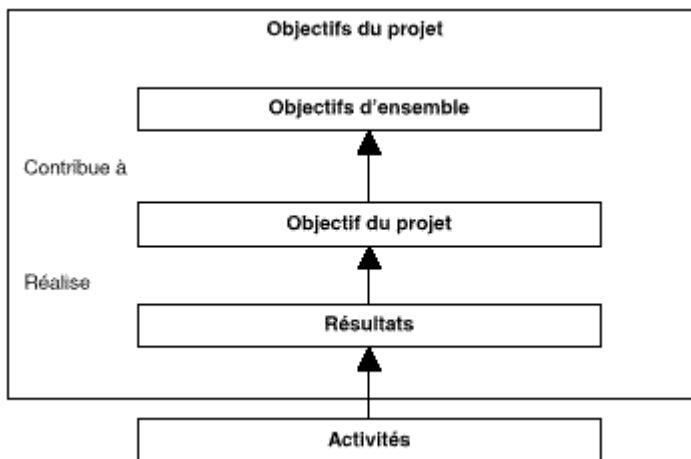 Objectifs du projet
Objectifs d'ensemble
Contribue à
Objectif du projet
Réalise
Résultats
Activités